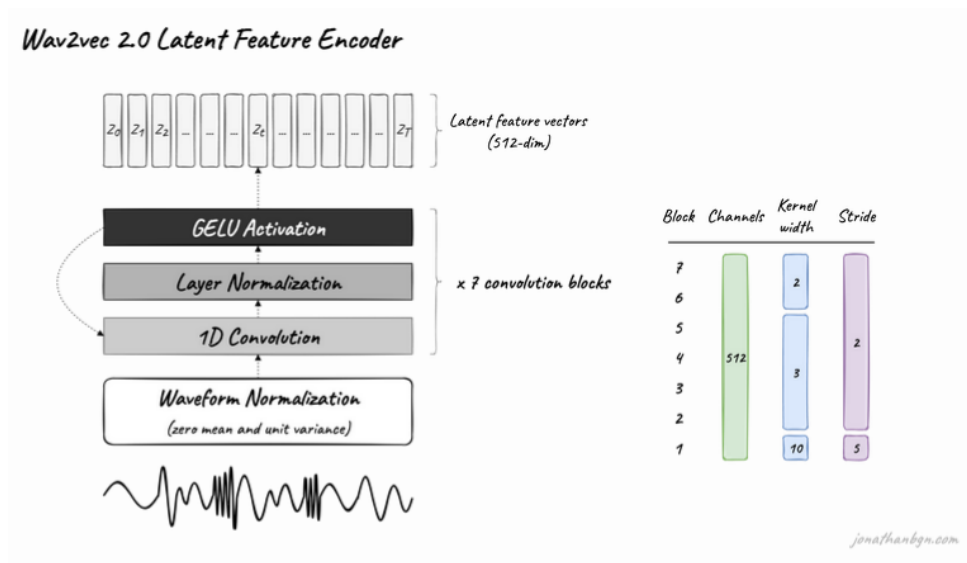 Wav2vec 2.0 Latent Feature Encoder
Z0 Z1 Z2 _ _ _ Zt _ _ _ _ _ ZT
Latent feature vectors
(512-dim)
GELU Activation
Layer Normalization
x 7 convolution blocks
1D Convolution
Waveform Normalization
(zero mean and unit variance)
Block Channels Kernel width Stride
7
2
6
5
2
4
512
3
3
2
1
10
5
jonathanbgn.com